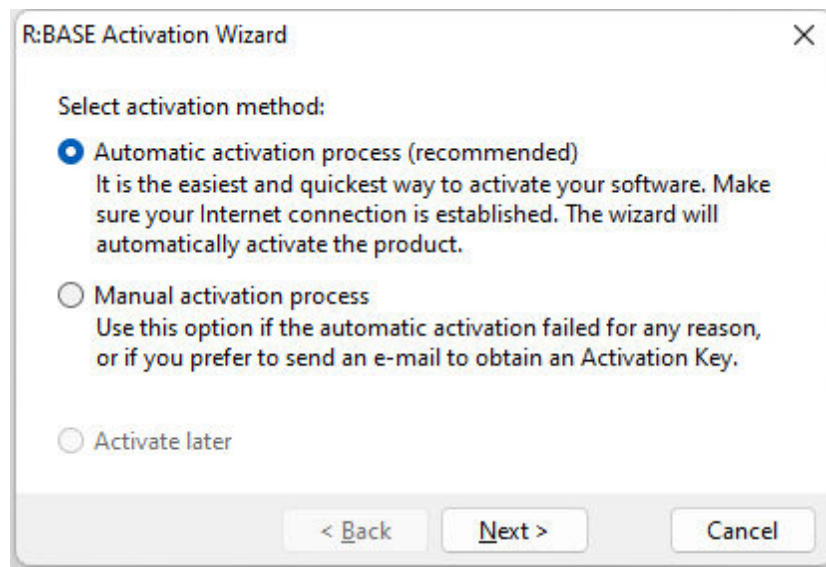 R:BASE Activation Wizard
Select activation method:
Automatic activation process (recommended)
It is the easiest and quickest way to activate your software. Make
sure your Internet connection is established. The wizard will
automatically activate the product.
Manual activation process
Use this option if the automatic activation failed for any reason,
or if you prefer to send an e-mail to obtain an Activation Key.
Activate later
< Back Next > Cancel